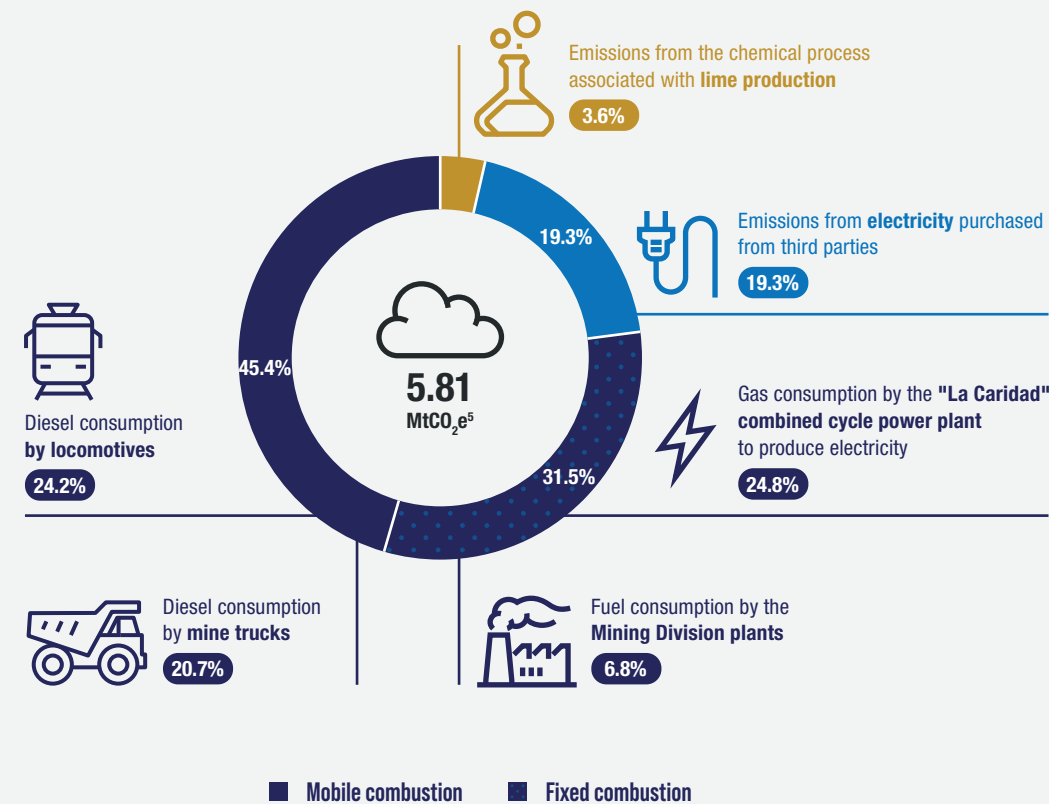 Emissions from the chemical process
associated with lime production
3.6%
19.3%
Emissions from electricity purchased
from third parties
19.3%
45.4%
5.81
MtCO₂e⁵
Diesel consumption
by locomotives
24.2%
Gas consumption by the "La Caridad"
combined cycle power plant
to produce electricity
24.8%
31.5%
Diesel consumption
by mine trucks
20.7%
Fuel consumption by the
Mining Division plants
6.8%
Mobile combustion
Fixed combustion